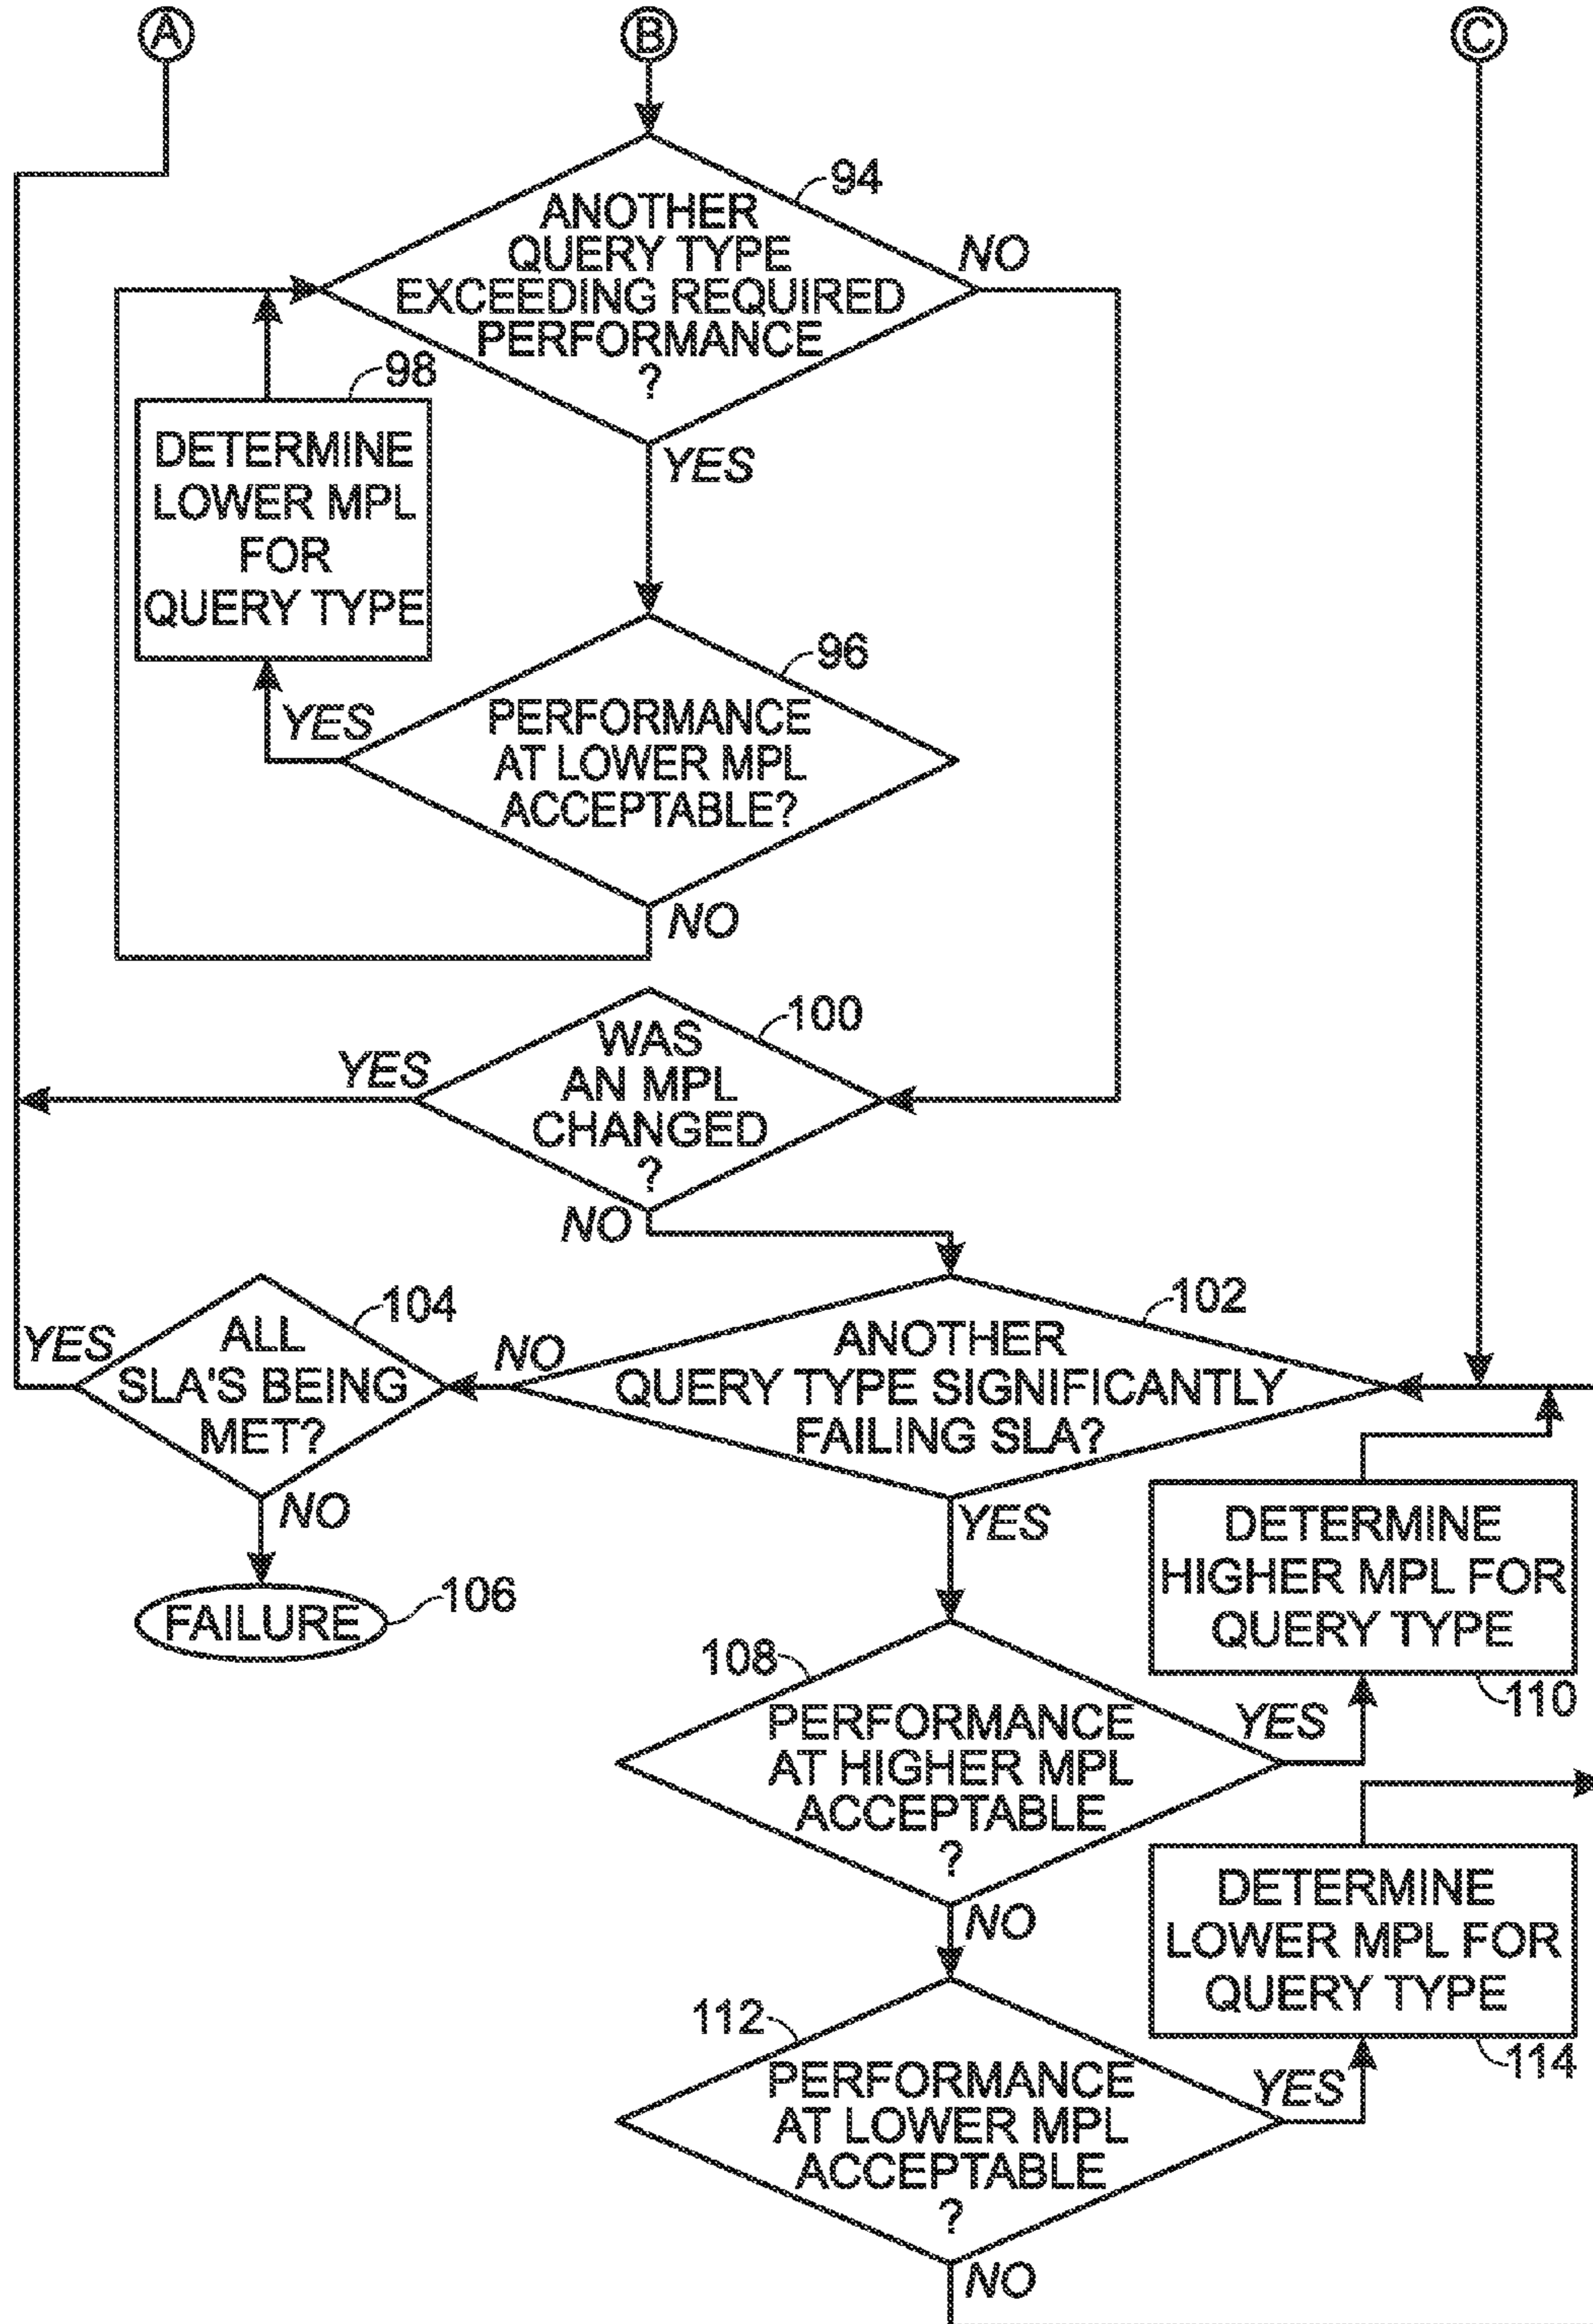 A
B
C
94
ANOTHER
QUERY TYPE
EXCEEDING REQUIRED
PERFORMANCE
?
NO
YES
98
DETERMINE
LOWER MPL
FOR
QUERY TYPE
96
PERFORMANCE
AT LOWER MPL
ACCEPTABLE?
YES
NO
100
WAS
AN MPL
CHANGED
?
YES
NO
102
ANOTHER
QUERY TYPE SIGNIFICANTLY
FAILING SLA?
NO
YES
104
ALL
SLA'S BEING
MET?
YES
NO
FAILURE
106
DETERMINE
HIGHER MPL FOR
QUERY TYPE
110
108
PERFORMANCE
AT HIGHER MPL
ACCEPTABLE
?
YES
NO
DETERMINE
LOWER MPL FOR
QUERY TYPE
114
112
PERFORMANCE
AT LOWER MPL
ACCEPTABLE
?
YES
NO